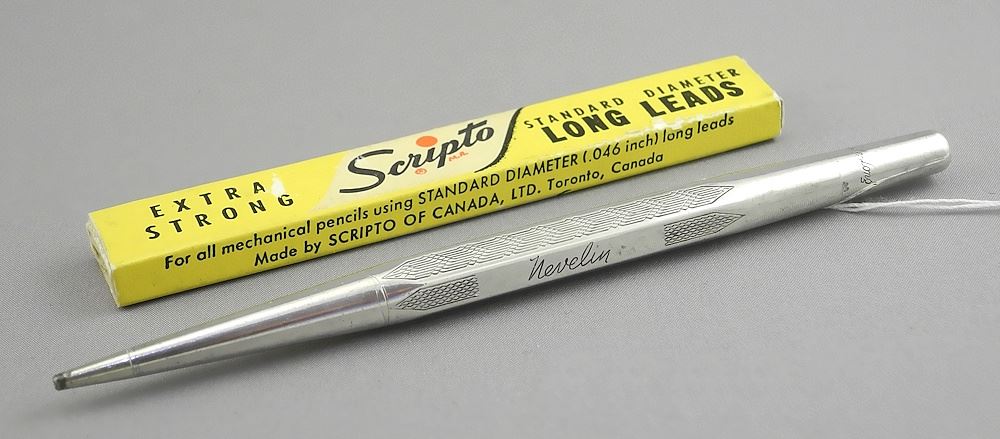 EXTRA
STRONG
Scripto
® M.R.
STANDARD DIAMETER
LONG LEADS
For all mechanical pencils using STANDARD DIAMETER (.046 inch) long leads
Made by SCRIPTO OF CANADA, LTD. Toronto, Canada
Nevelin